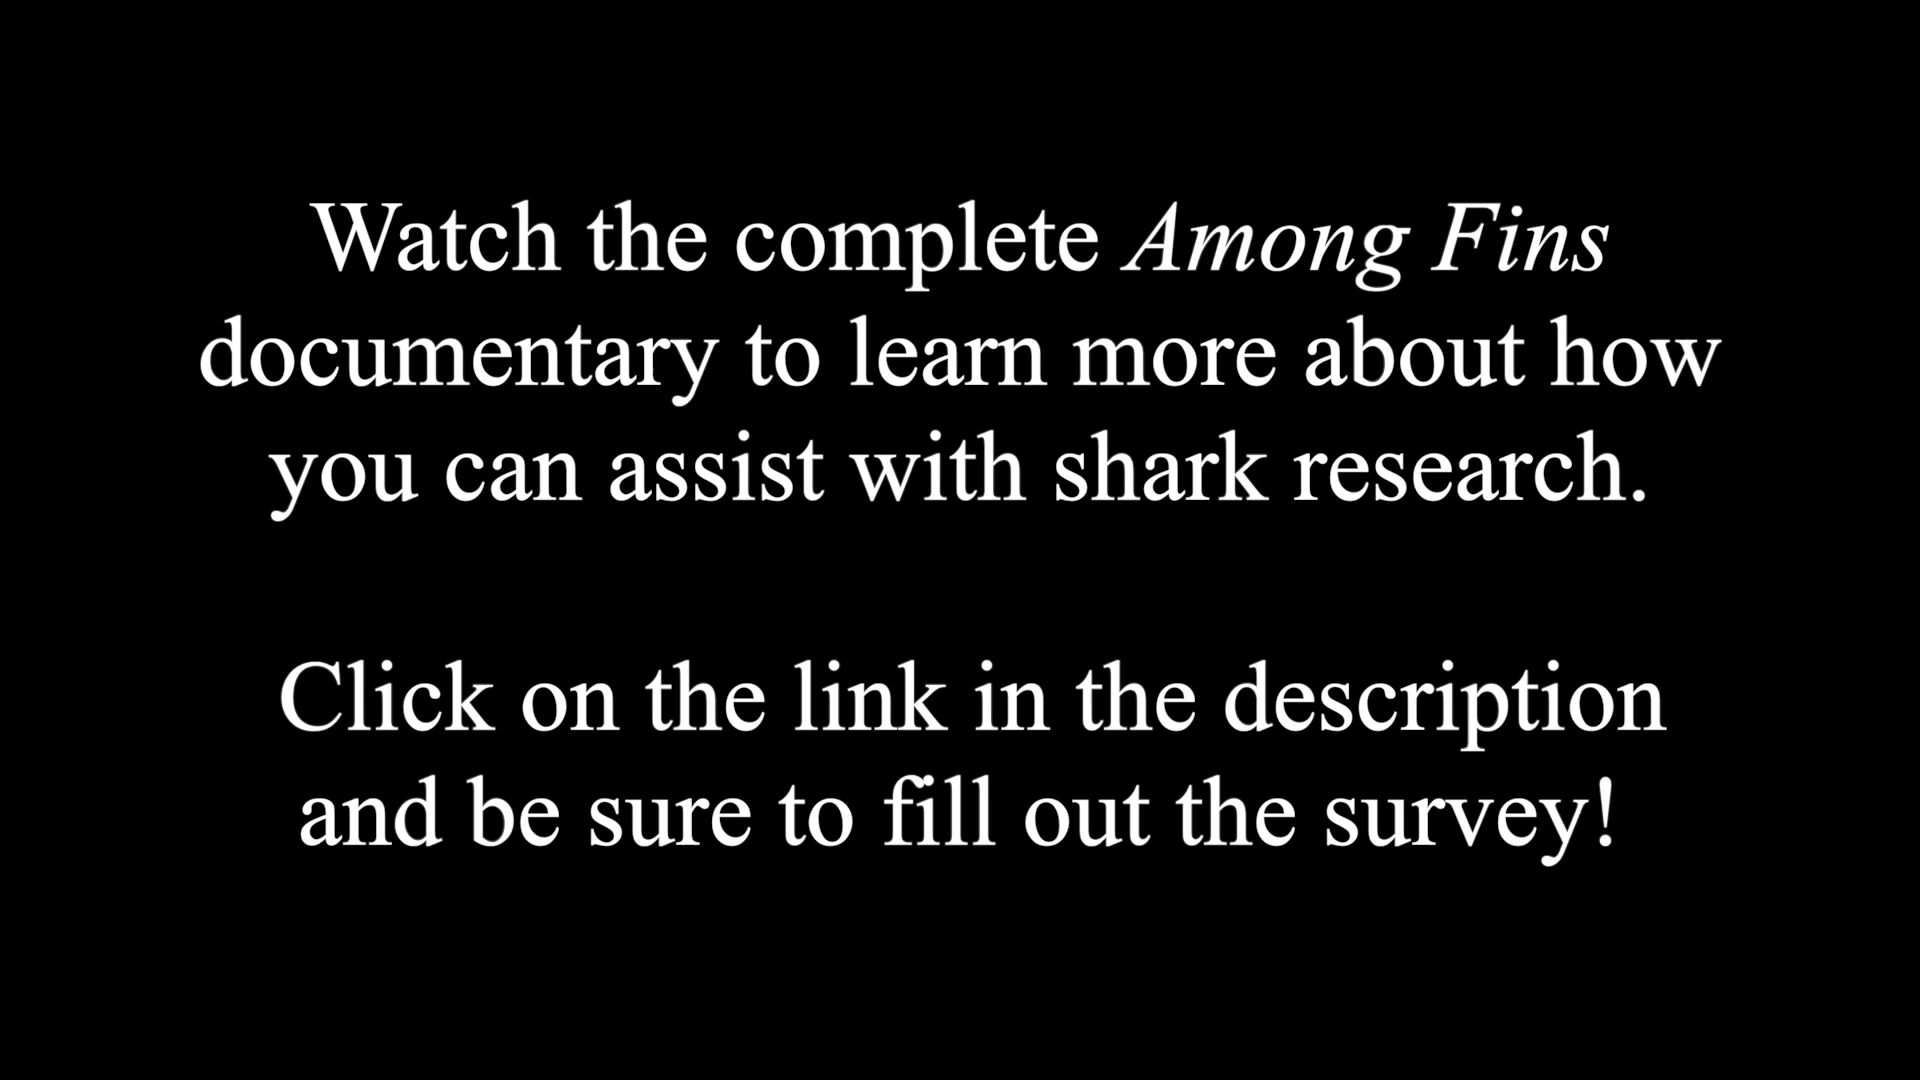 Watch the complete Among Fins
documentary to learn more about how
you can assist with shark research.
Click on the link in the description
and be sure to fill out the survey!